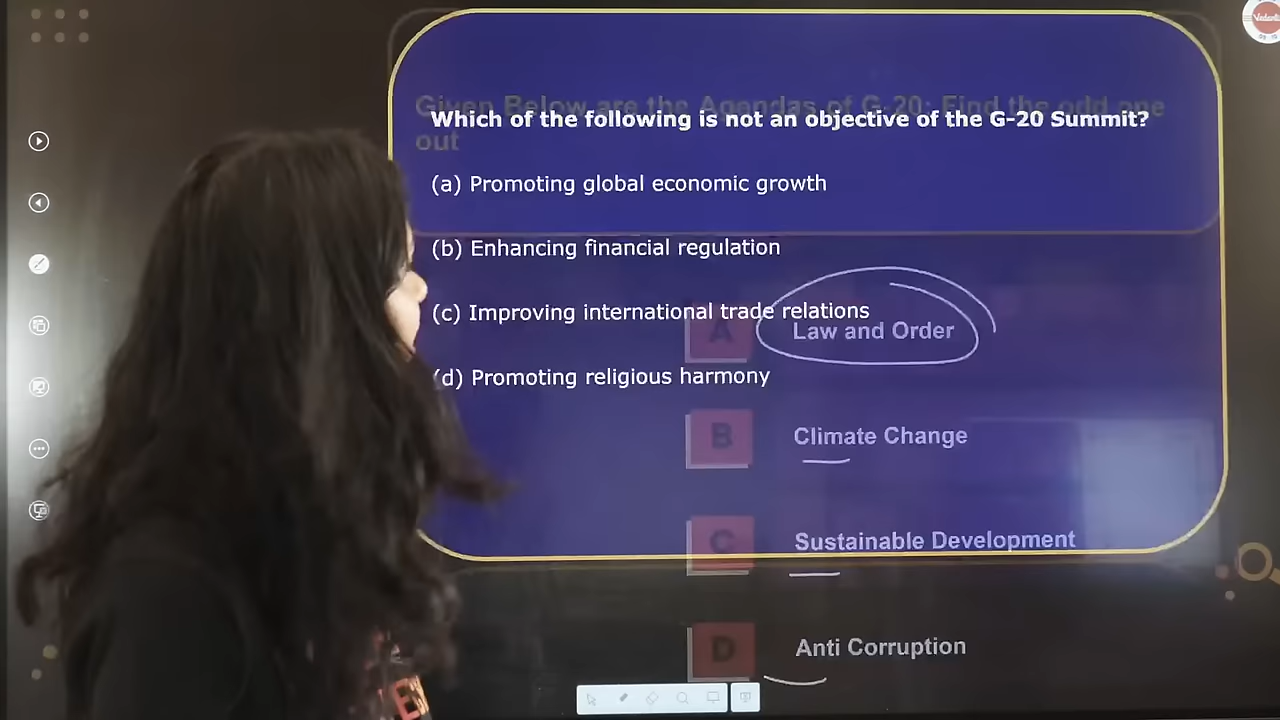 Given Below are the Agendas of G-20: Find the odd one
out
Which of the following is not an objective of the G-20 Summit?
(a) Promoting global economic growth
(b) Enhancing financial regulation
(c) Improving international trade relations
(d) Promoting religious harmony
A Law and Order
B Climate Change
C Sustainable Development
D Anti Corruption